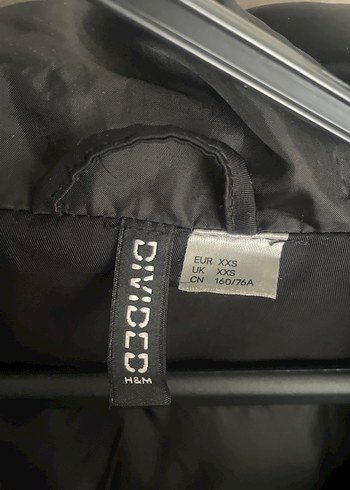 DIVIDED
H&M
EUR XXS
UK XXS
CN 160/76A